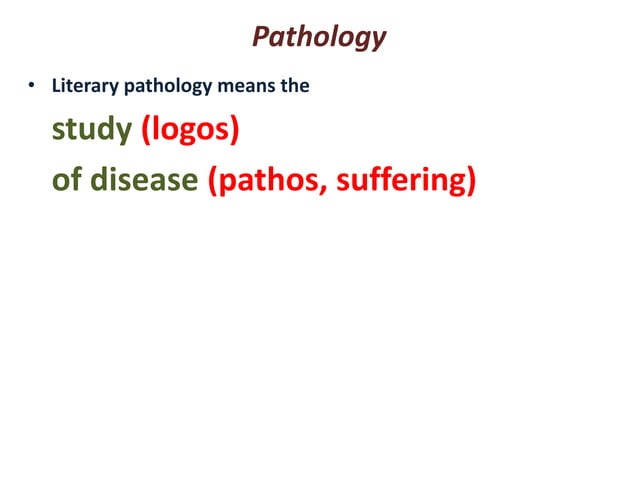 Pathology
• Literary pathology means the
study (logos)
of disease (pathos, suffering)